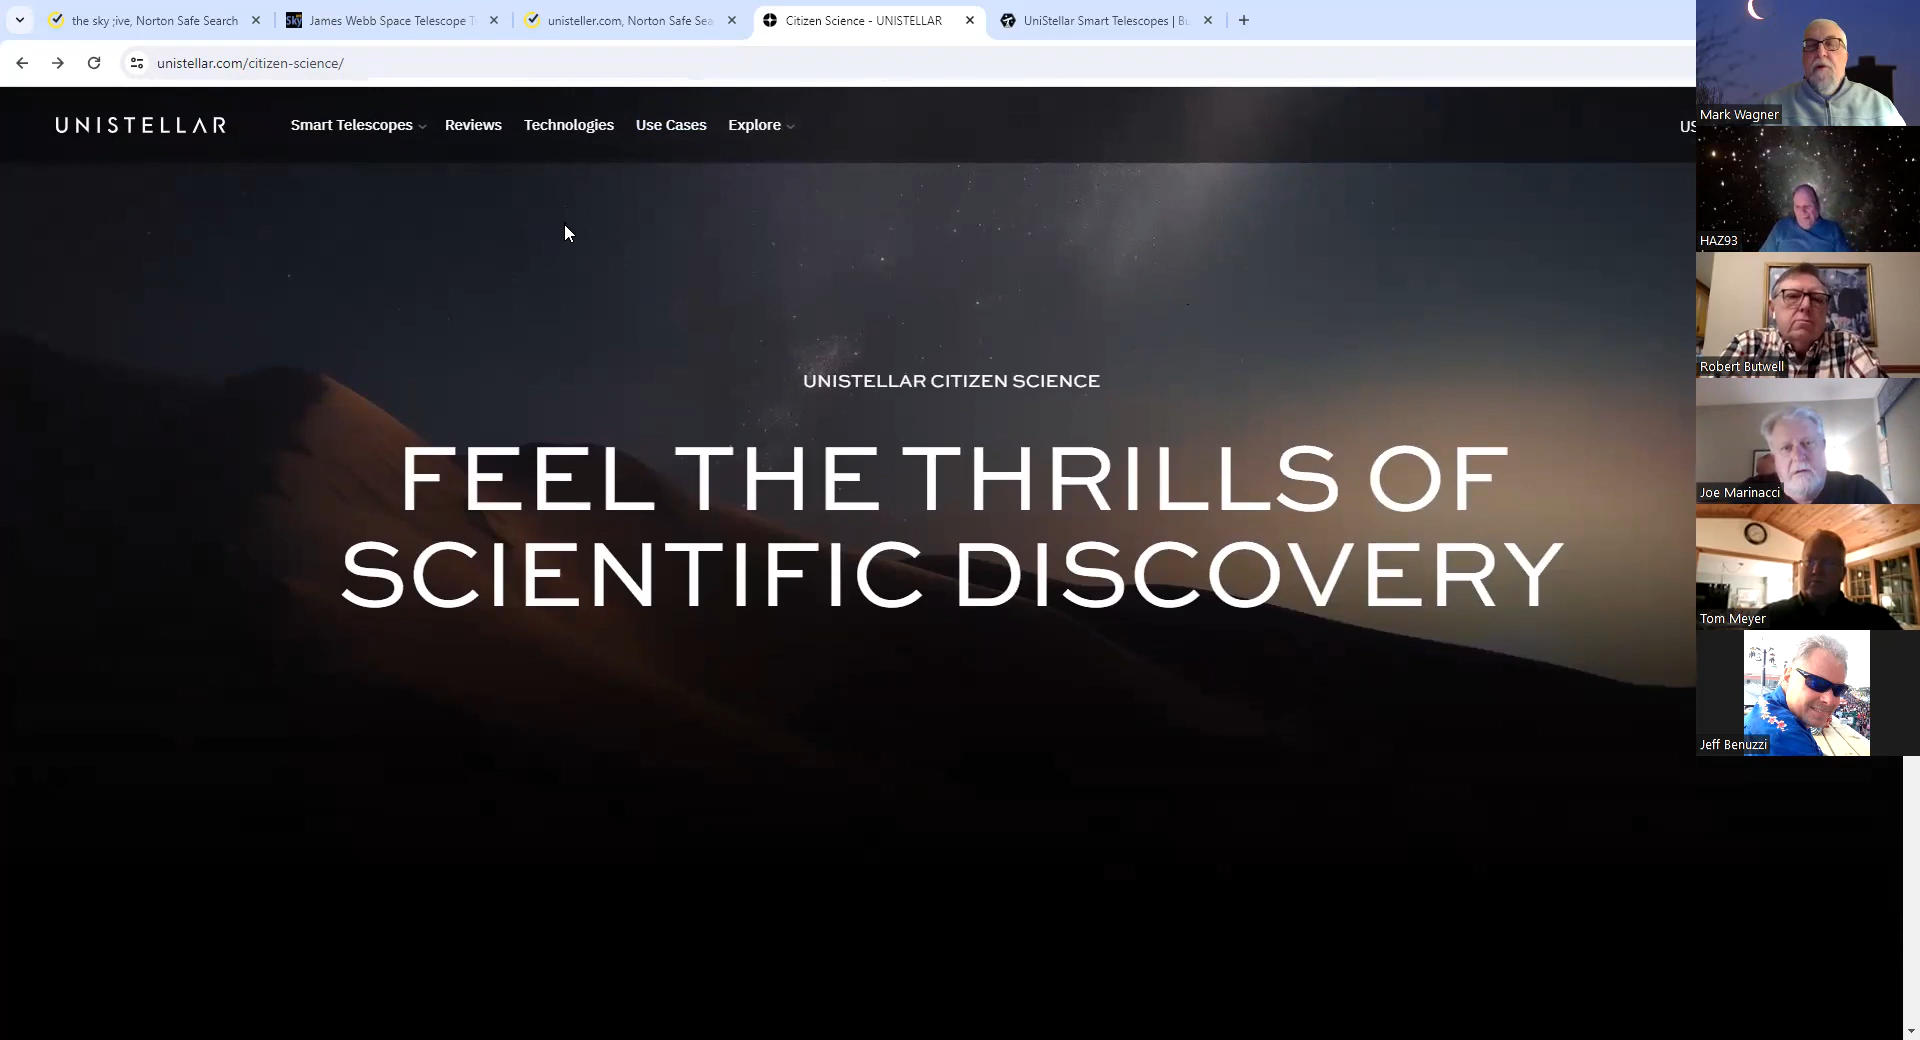 the sky ;ive, Norton Safe Search
James Webb Space Telescope T
unisteller.com, Norton Safe Sea
Citizen Science - UNISTELLAR
UniStellar Smart Telescopes | Bu
unistellar.com/citizen-science/
UNISTELLAR
Smart Telescopes
Reviews
Technologies
Use Cases
Explore
US
UNISTELLAR CITIZEN SCIENCE
FEEL THE THRILLS OF
SCIENTIFIC DISCOVERY
Mark Wagner
HAZ93
Robert Butwell
Joe Marinacci
Tom Meyer
Jeff Benuzzi